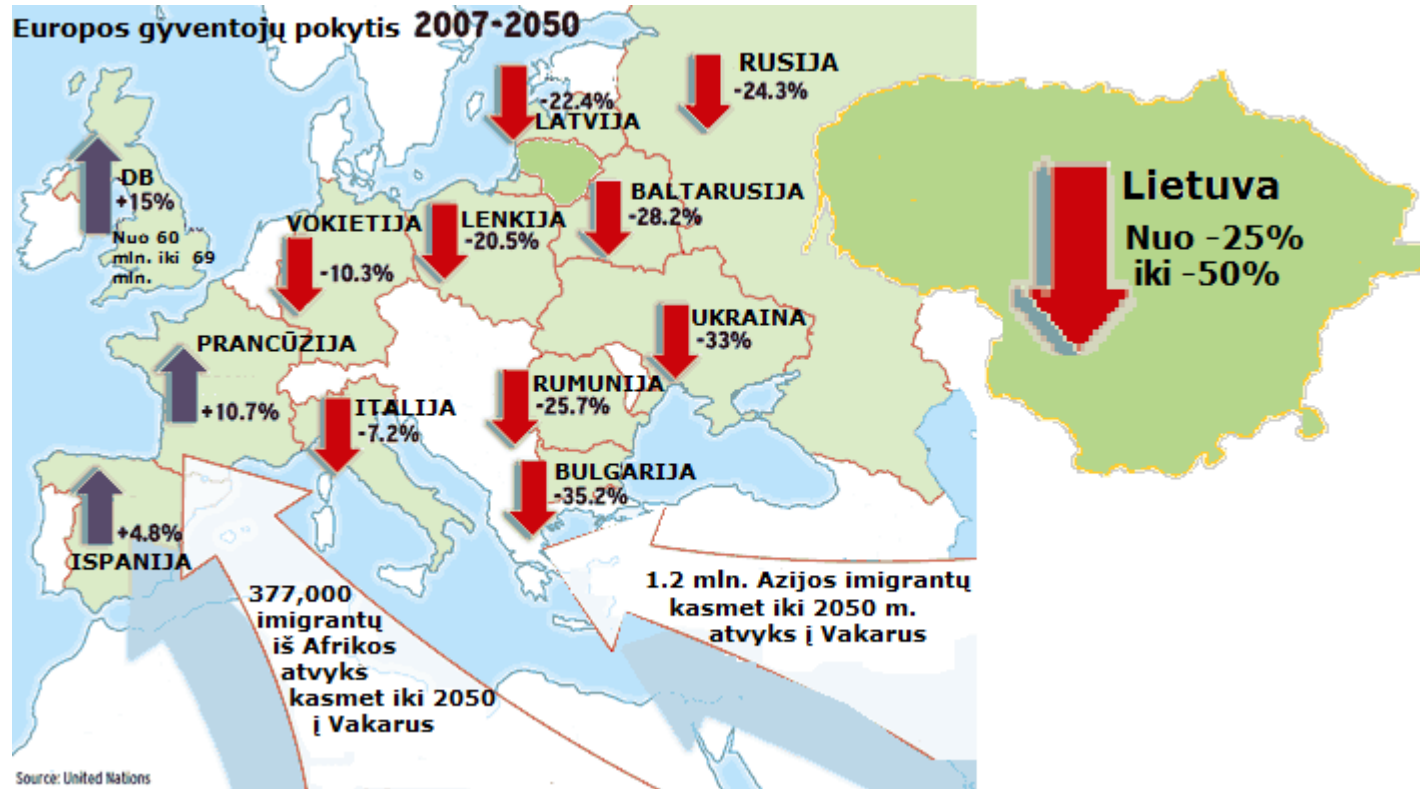 Europos gyventojų pokytis 2007-2050
RUSIJA
-24.3%
-22.4%
LATVIJA
DB
+15%
Nuo 60
mln. iki 69
mln.
VOKIETIJA
-10.3%
LENKIJA
-20.5%
BALTARUSIJA
-28.2%
Lietuva
Nuo -25%
iki -50%
PRANCŪZIJA
+10.7%
UKRAINA
-33%
ITALIJA
-7.2%
RUMUNIJA
-25.7%
BULGARIJA
-35.2%
+4.8%
ISPANIJA
377,000
imigrantų
iš Afrikos
atvyks
kasmet iki 2050
į Vakarus
1.2 mln. Azijos imigrantų
kasmet iki 2050 m.
atvyks į Vakarus
Source: United Nations